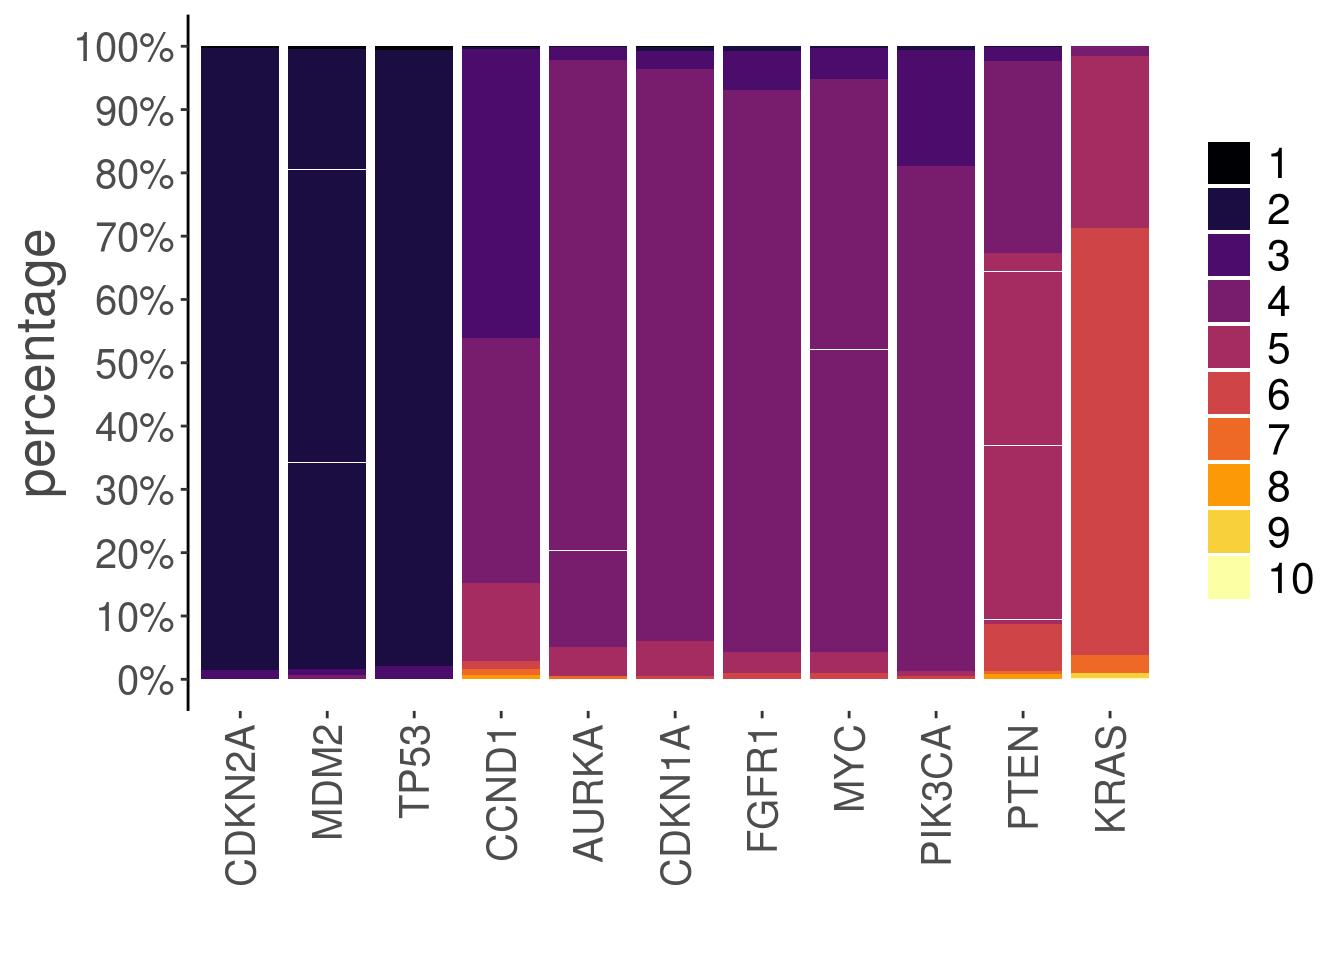 percentage
100%
90%
80%
70%
60%
50%
40%
30%
20%
10%
0%
CDKN2A
MDM2
TP53
CCND1
AURKA
CDKN1A
FGFR1
MYC
PIK3CA
PTEN
KRAS
1
2
3
4
5
6
7
8
9
10